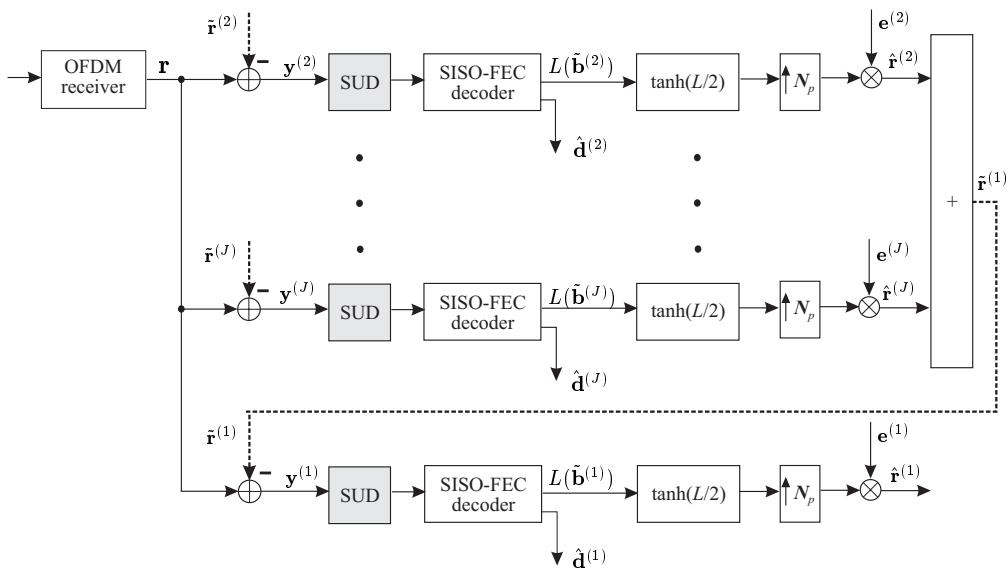 r̃⁽²⁾
e⁽²⁾
OFDM
receiver
r
−
y⁽²⁾
SUD
SISO-FEC
decoder
L(b̃⁽²⁾)
tanh(L/2)
↑ Nₚ
r̂⁽²⁾
d̂⁽²⁾
r̃⁽¹⁾
+
r̃⁽ᴶ⁾
e⁽ᴶ⁾
−
y⁽ᴶ⁾
SUD
SISO-FEC
decoder
L(b̃⁽ᴶ⁾)
tanh(L/2)
↑ Nₚ
r̂⁽ᴶ⁾
d̂⁽ᴶ⁾
r̃⁽¹⁾
e⁽¹⁾
−
y⁽¹⁾
SUD
SISO-FEC
decoder
L(b̃⁽¹⁾)
tanh(L/2)
↑ Nₚ
r̂⁽¹⁾
d̂⁽¹⁾